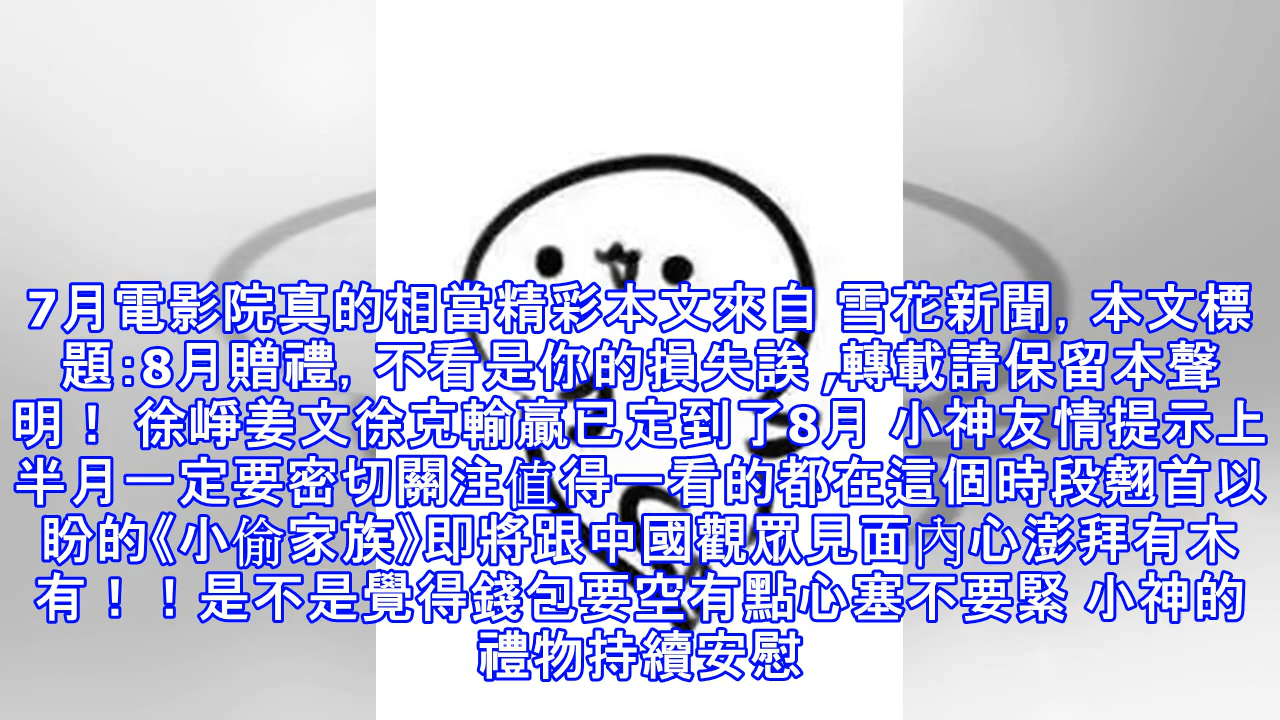 7月電影院真的相當精彩本文來自 雪花新聞, 本文標
題:8月贈禮, 不看是你的損失誒 ,轉載請保留本聲
明！ 徐崢姜文徐克輸贏已定到了8月 小神友情提示上
半月一定要密切關注值得一看的都在這個時段翹首以
盼的《小偷家族》即將跟中國觀眾見面內心澎拜有木
有！！是不是覺得錢包要空有點心塞不要緊 小神的
禮物持續安慰